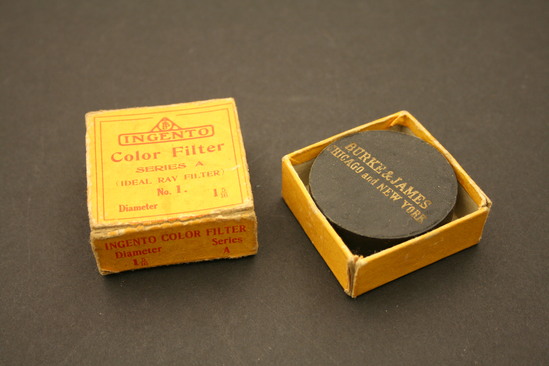 INGENTO
Color Filter
SERIES A
(IDEAL RAY FILTER)
No. 1.
Diameter
INGENTO COLOR FILTER
Diameter Series
A
BURKE & JAMES
CHICAGO and NEW YORK